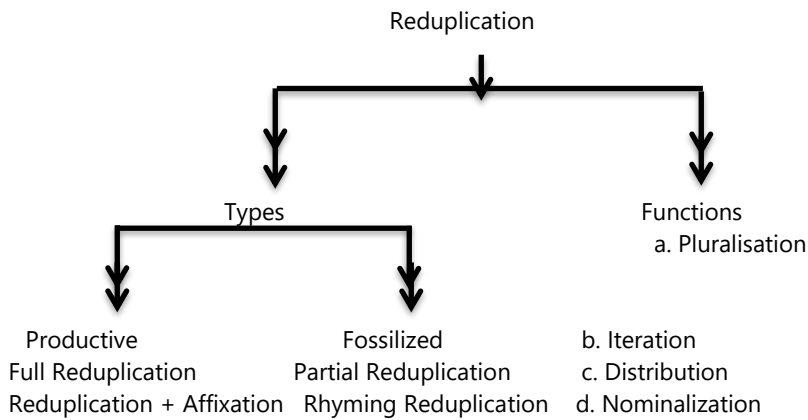 Reduplication
Types
Functions
a. Pluralisation
Productive
Full Reduplication
Reduplication + Affixation
Fossilized
Partial Reduplication
Rhyming Reduplication
b. Iteration
c. Distribution
d. Nominalization